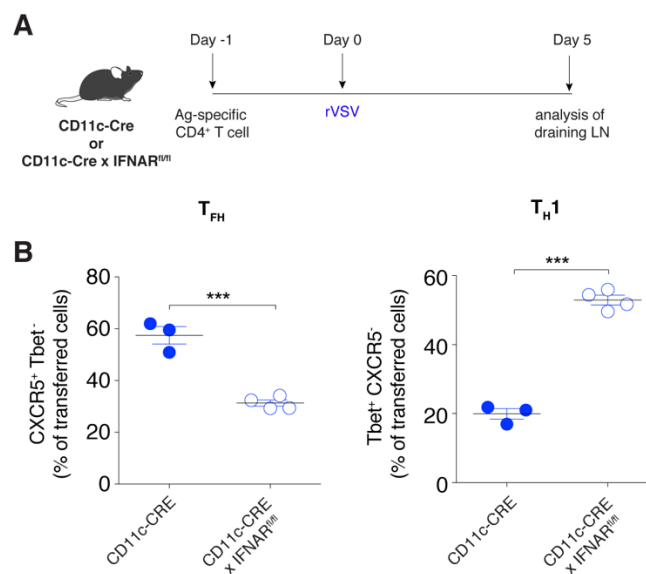 A
Day -1
Day 0
Day 5
rVSV
Ag-specific
CD4⁺ T cell
analysis of
draining LN
CD11c-Cre
or
CD11c-Cre x IFNARᶠˡ/ᶠˡ
B
T_FH
CXCR5⁺ Tbet⁻
(% of transferred cells)
80
60
40
20
0
***
CD11c-CRE
CD11c-CRE
x IFNARᶠˡ/ᶠˡ
T_H1
Tbet⁺ CXCR5⁻
(% of transferred cells)
60
40
20
0
***
CD11c-CRE
CD11c-CRE
x IFNARᶠˡ/ᶠˡ